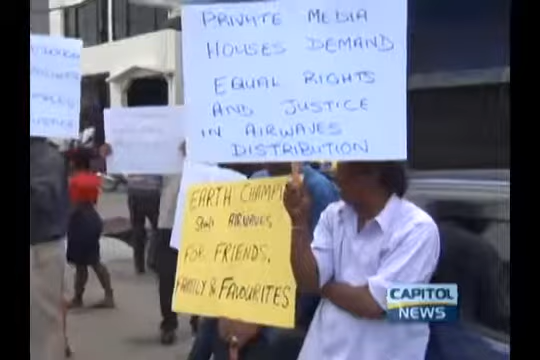 PRIVATE MEDIA
HOUSES DEMAND
EQUAL RIGHTS
AND JUSTICE
IN AIRWAVES
DISTRIBUTION
EARTH CHAMP
AIRWAVES
FOR FRIENDS,
FAMILY & FAVOURITES
CAPITOL
NEWS